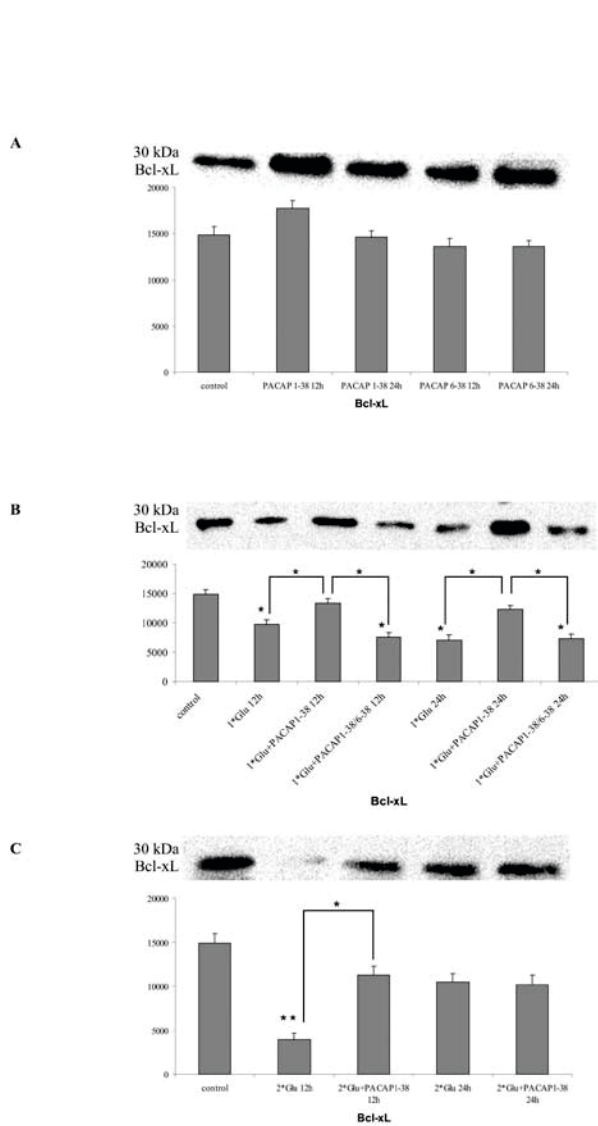 A
30 kDa
Bcl-xL
20000
15000
10000
5000
0
control PACAP 1-38 12h PACAP 1-38 24h PACAP 6-38 12h PACAP 6-38 24h
Bcl-xL
B
30 kDa
Bcl-xL
20000
* * * *
15000
* * * *
10000
5000
0
control 1*Glu 12h 1*Glu+PACAP1-38 12h 1*Glu+PACAP1-38/6-38 12h 1*Glu 24h 1*Glu+PACAP1-38 24h 1*Glu+PACAP1-38/6-38 24h
Bcl-xL
C
30 kDa
Bcl-xL
20000
*
15000
10000
**
5000
0
control 2*Glu 12h 2*Glu+PACAP1-38 2*Glu 24h 2*Glu+PACAP1-38
12h 24h
Bcl-xL